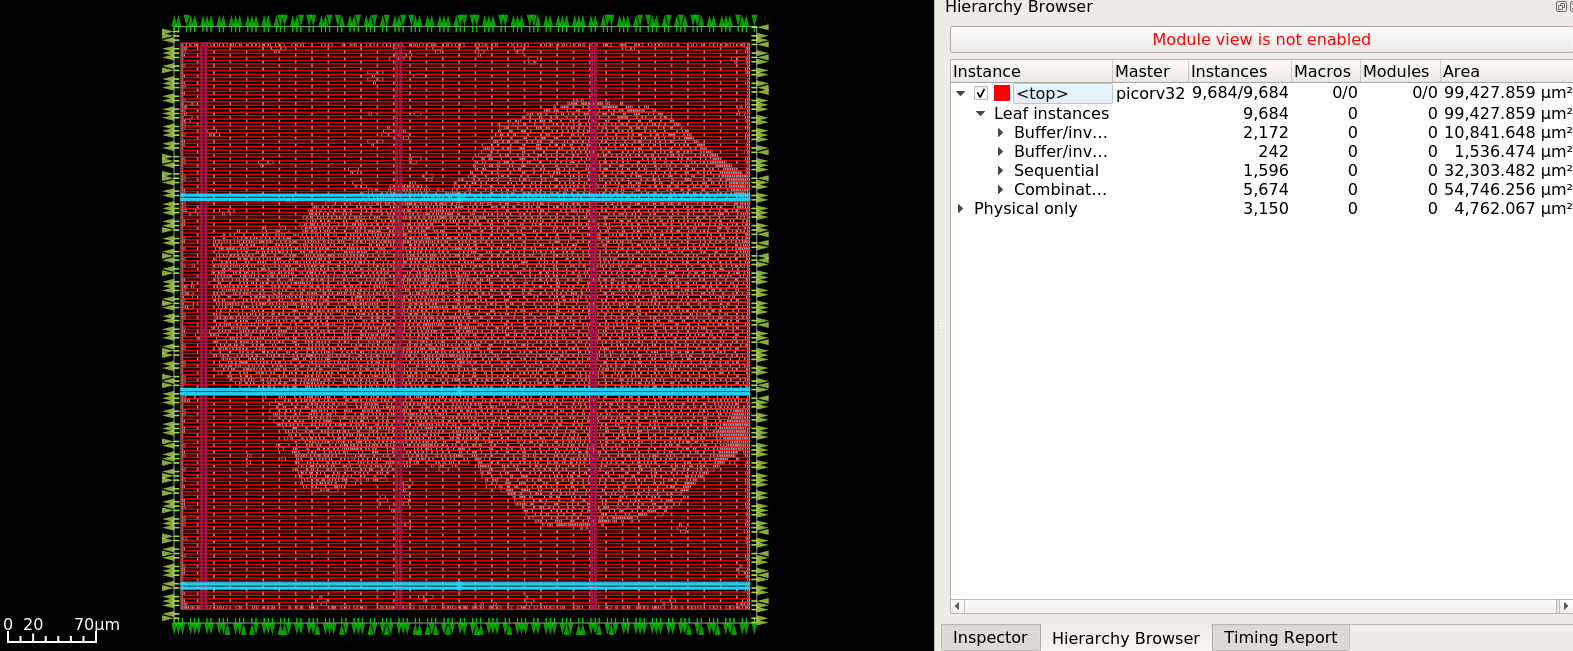 Hierarchy Browser
Module view is not enabled
Instance Master Instances Macros Modules Area
<top> picorv32 9,684/9,684 0/0 0/0 99,427.859 µm²
Leaf instances 9,684 0 0 99,427.859 µm²
Buffer/inv... 2,172 0 0 10,841.648 µm²
Buffer/inv... 242 0 0 1,536.474 µm²
Sequential 1,596 0 0 32,303.482 µm²
Combinat... 5,674 0 0 54,746.256 µm²
Physical only 3,150 0 0 4,762.067 µm²
0 20 70µm
Inspector Hierarchy Browser Timing Report